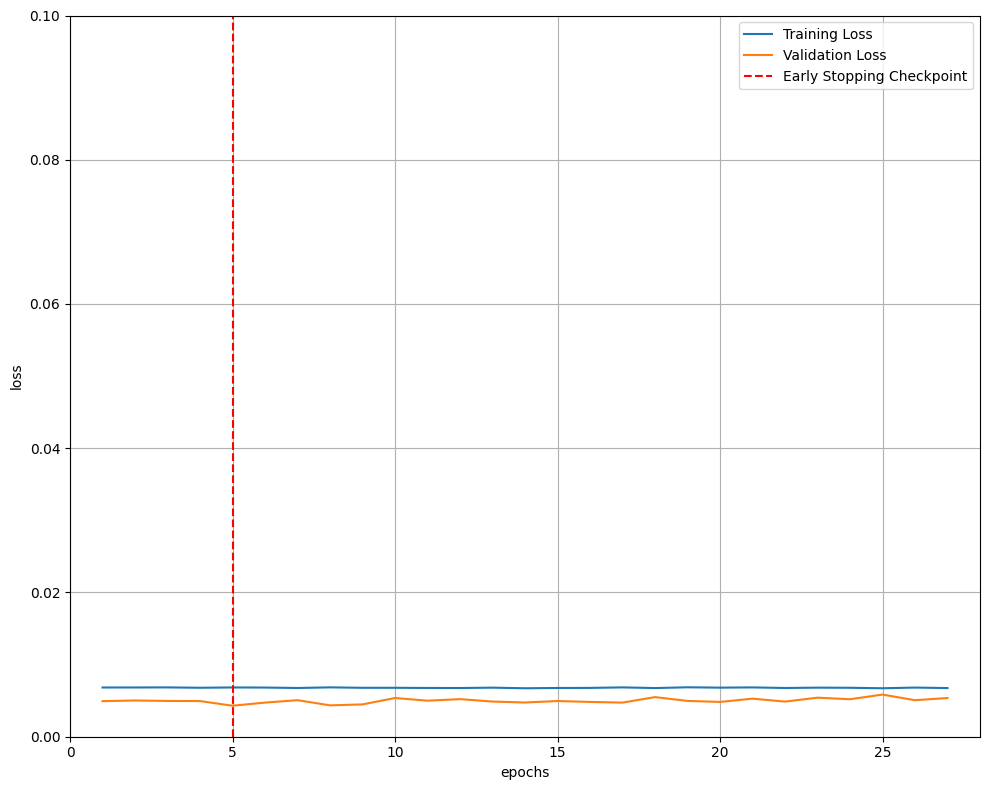 0.10
0.08
0.06
0.04
0.02
0.00
loss
Training Loss
Validation Loss
Early Stopping Checkpoint
0 5 10 15 20 25
epochs